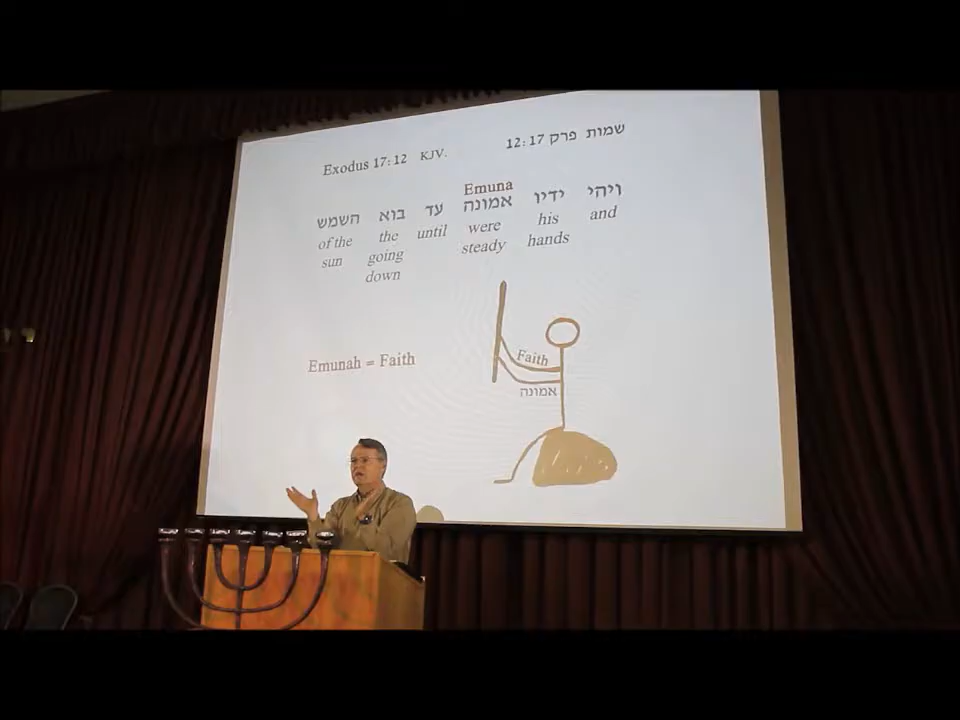 Exodus 17:12 KJV.
שמות פרק 12:17
Emuna
ויהי ידיו אמונה עד בוא השמש
of the the until were his and
sun going steady hands
down
Emunah = Faith
Faith
אמונה